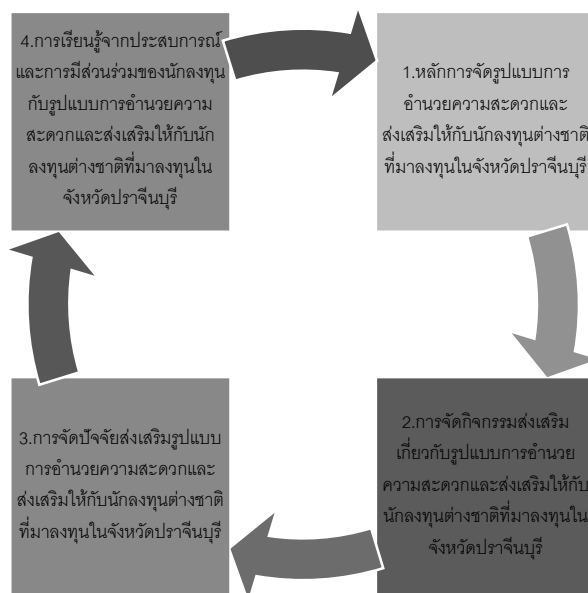 4.การเรียนรู้จากประสบการณ์
และการมีส่วนร่วมของนักลงทุน
กับรูปแบบการอำนวยความ
สะดวกและส่งเสริมให้กับนัก
ลงทุนต่างชาติที่มาลงทุนใน
จังหวัดปราจีนบุรี
1.หลักการจัดรูปแบบการ
อำนวยความสะดวกและ
ส่งเสริมให้กับนักลงทุนต่างชาติ
ที่มาลงทุนในจังหวัดปราจีนบุรี
2.การจัดกิจกรรมส่งเสริม
เกี่ยวกับรูปแบบการอำนวย
ความสะดวกและส่งเสริมให้กับ
นักลงทุนต่างชาติที่มาลงทุนใน
จังหวัดปราจีนบุรี
3.การจัดปัจจัยส่งเสริมรูปแบบ
การอำนวยความสะดวกและ
ส่งเสริมให้กับนักลงทุนต่างชาติ
ที่มาลงทุนในจังหวัดปราจีนบุรี